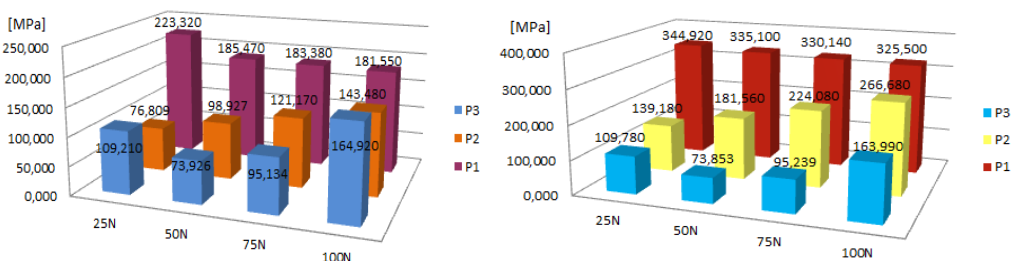 [MPa]
250,000
200,000
150,000
100,000
50,000
0,000
223,320
185,470
183,380
181,550
76,809
98,927
121,170
143,480
109,210
73,926
95,134
164,920
25N
50N
75N
100N
P3
P2
P1
[MPa]
400,000
300,000
200,000
100,000
0,000
344,920
335,100
330,140
325,500
139,180
181,560
224,080
266,680
109,780
73,853
95,239
163,990
25N
50N
75N
100N
P3
P2
P1